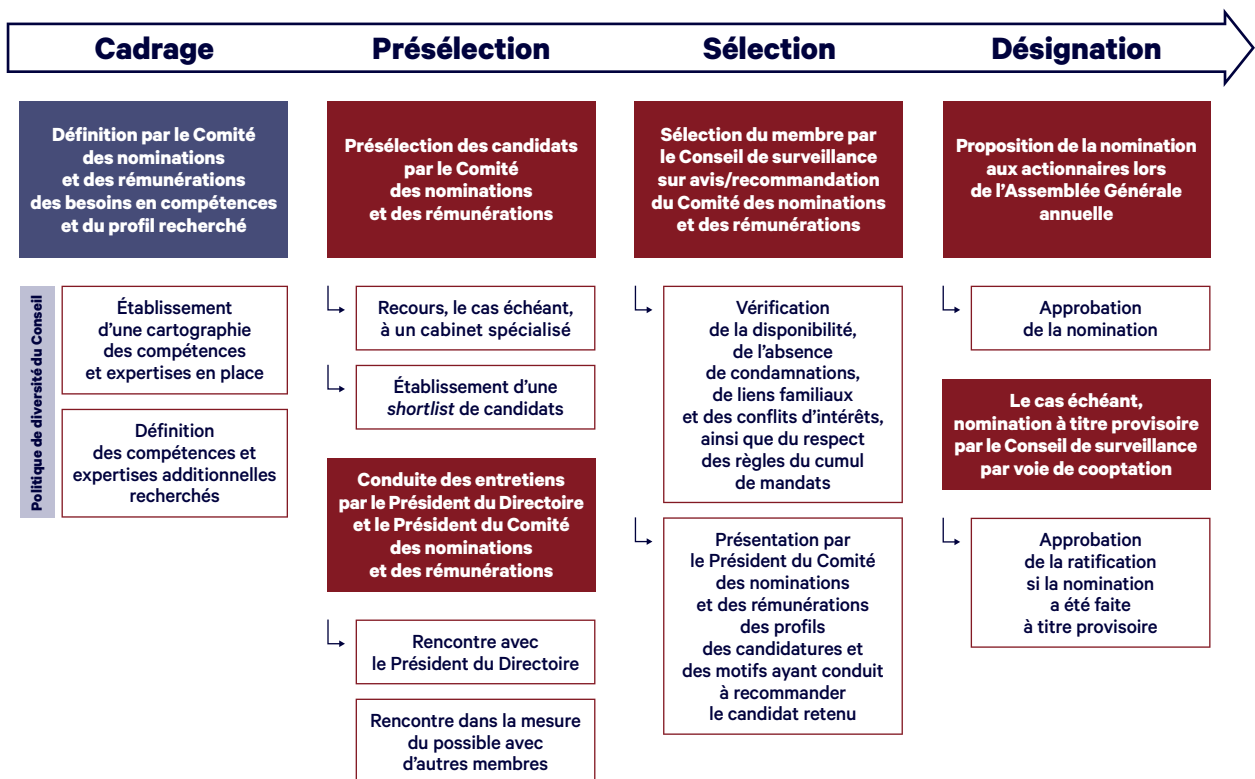 Cadrage
Présélection
Sélection
Désignation
Définition par le Comité
des nominations
et des rémunérations
des besoins en compétences
et du profil recherché
Politique de diversité du Conseil
Établissement
d'une cartographie
des compétences
et expertises en place
Définition
des compétences et
expertises additionnelles
recherchés
Présélection des candidats
par le Comité
des nominations
et des rémunérations
Recours, le cas échéant,
à un cabinet spécialisé
Établissement d'une
shortlist de candidats
Conduite des entretiens
par le Président du Directoire
et le Président du Comité
des nominations
et des rémunérations
Rencontre avec
le Président du Directoire
Rencontre dans la mesure
du possible avec
d'autres membres
Sélection du membre par
le Conseil de surveillance
sur avis/recommandation
du Comité des nominations
et des rémunérations
Vérification
de la disponibilité,
de l'absence
de condamnations,
de liens familiaux
et des conflits d'intérêts,
ainsi que du respect
des règles du cumul
de mandats
Présentation par
le Président du Comité
des nominations
et des rémunérations
des profils
des candidatures et
des motifs ayant conduit
à recommander
le candidat retenu
Proposition de la nomination
aux actionnaires lors
de l'Assemblée Générale
annuelle
Approbation
de la nomination
Le cas échéant,
nomination à titre provisoire
par le Conseil de surveillance
par voie de cooptation
Approbation
de la ratification
si la nomination
a été faite
à titre provisoire